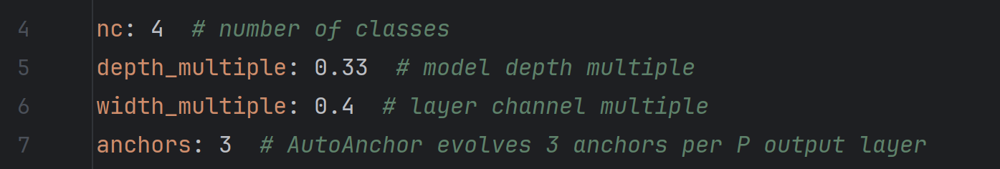 4 nc: 4  # number of classes
5 depth_multiple: 0.33  # model depth multiple
6 width_multiple: 0.4  # layer channel multiple
7 anchors: 3  # AutoAnchor evolves 3 anchors per P output layer